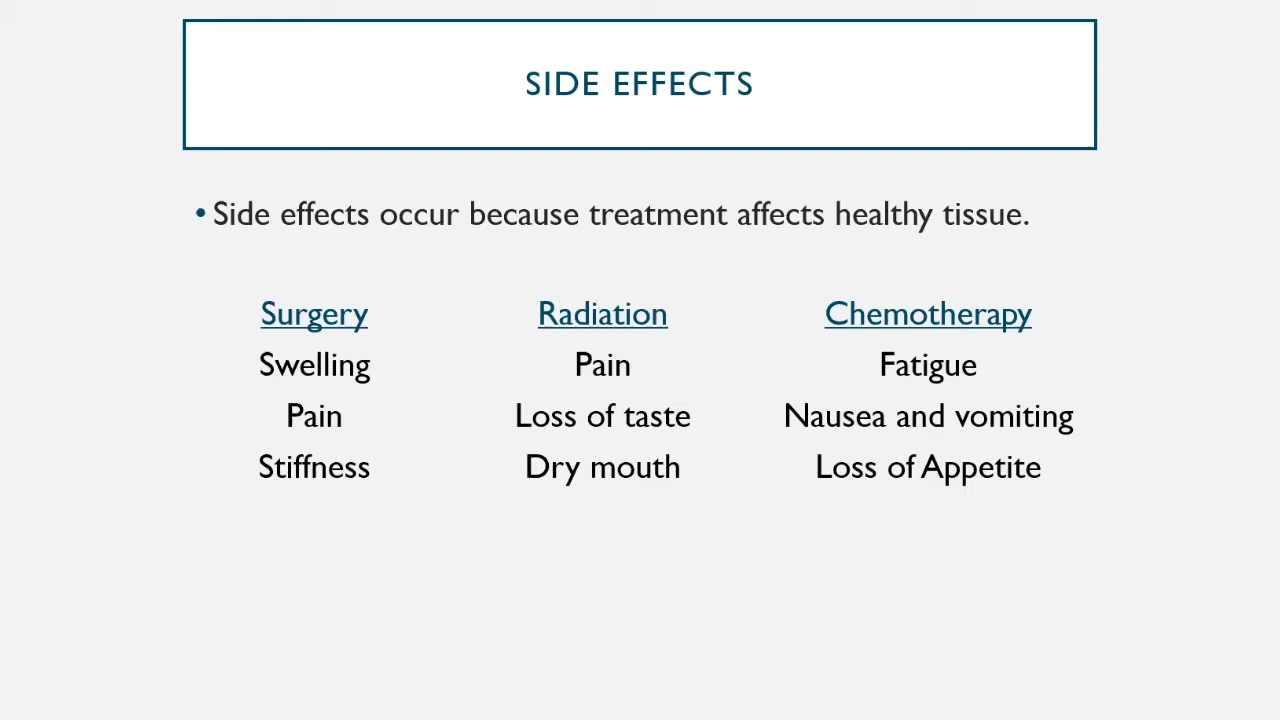 SIDE EFFECTS
• Side effects occur because treatment affects healthy tissue.
Surgery Radiation Chemotherapy
Swelling Pain Fatigue
Pain Loss of taste Nausea and vomiting
Stiffness Dry mouth Loss of Appetite